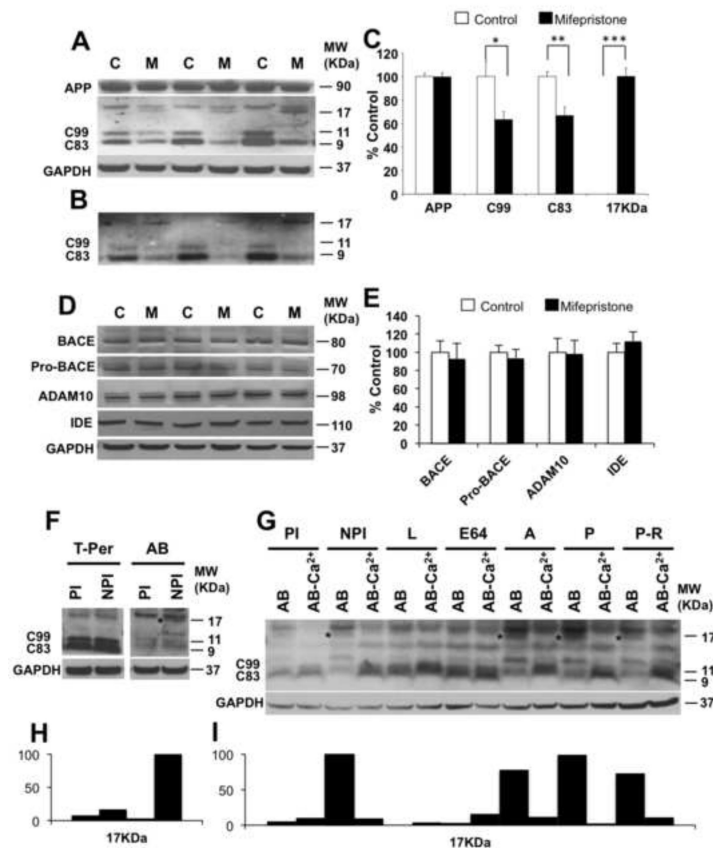 A
C M C M C M
MW
(KDa)
APP
90
17
C99
11
C83
9
GAPDH
37
B
17
C99
11
C83
9
C
Control Mifepristone
* ** ***
% Control
120
100
80
60
40
20
0
APP C99 C83 17KDa
D
C M C M C M
MW
(KDa)
BACE
80
Pro-BACE
70
ADAM10
98
IDE
110
GAPDH
37
E
Control Mifepristone
% Control
140
120
100
80
60
40
20
0
BACE Pro-BACE ADAM10 IDE
F
T-Per AB
PI NPI PI NPI
MW
(KDa)
17
C99
11
C83
9
GAPDH
37
G
PI NPI L E64 A P P-R
AB AB-Ca²⁺ AB AB-Ca²⁺ AB AB-Ca²⁺ AB AB-Ca²⁺ AB AB-Ca²⁺ AB AB-Ca²⁺ AB AB-Ca²⁺
MW
(KDa)
17
C99
11
C83
9
GAPDH
37
H
100
50
0
17KDa
I
100
50
0
17KDa